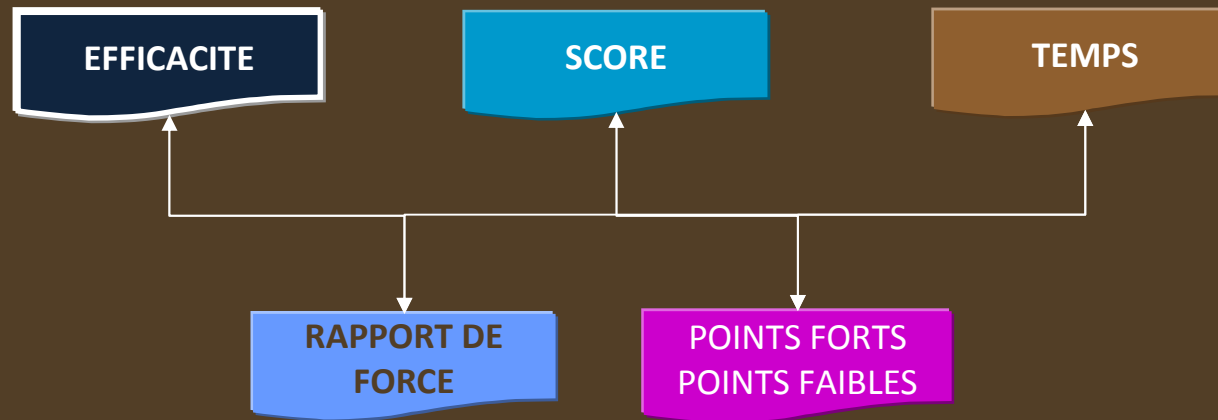 EFFICACITE
SCORE
TEMPS
RAPPORT DE
FORCE
POINTS FORTS
POINTS FAIBLES